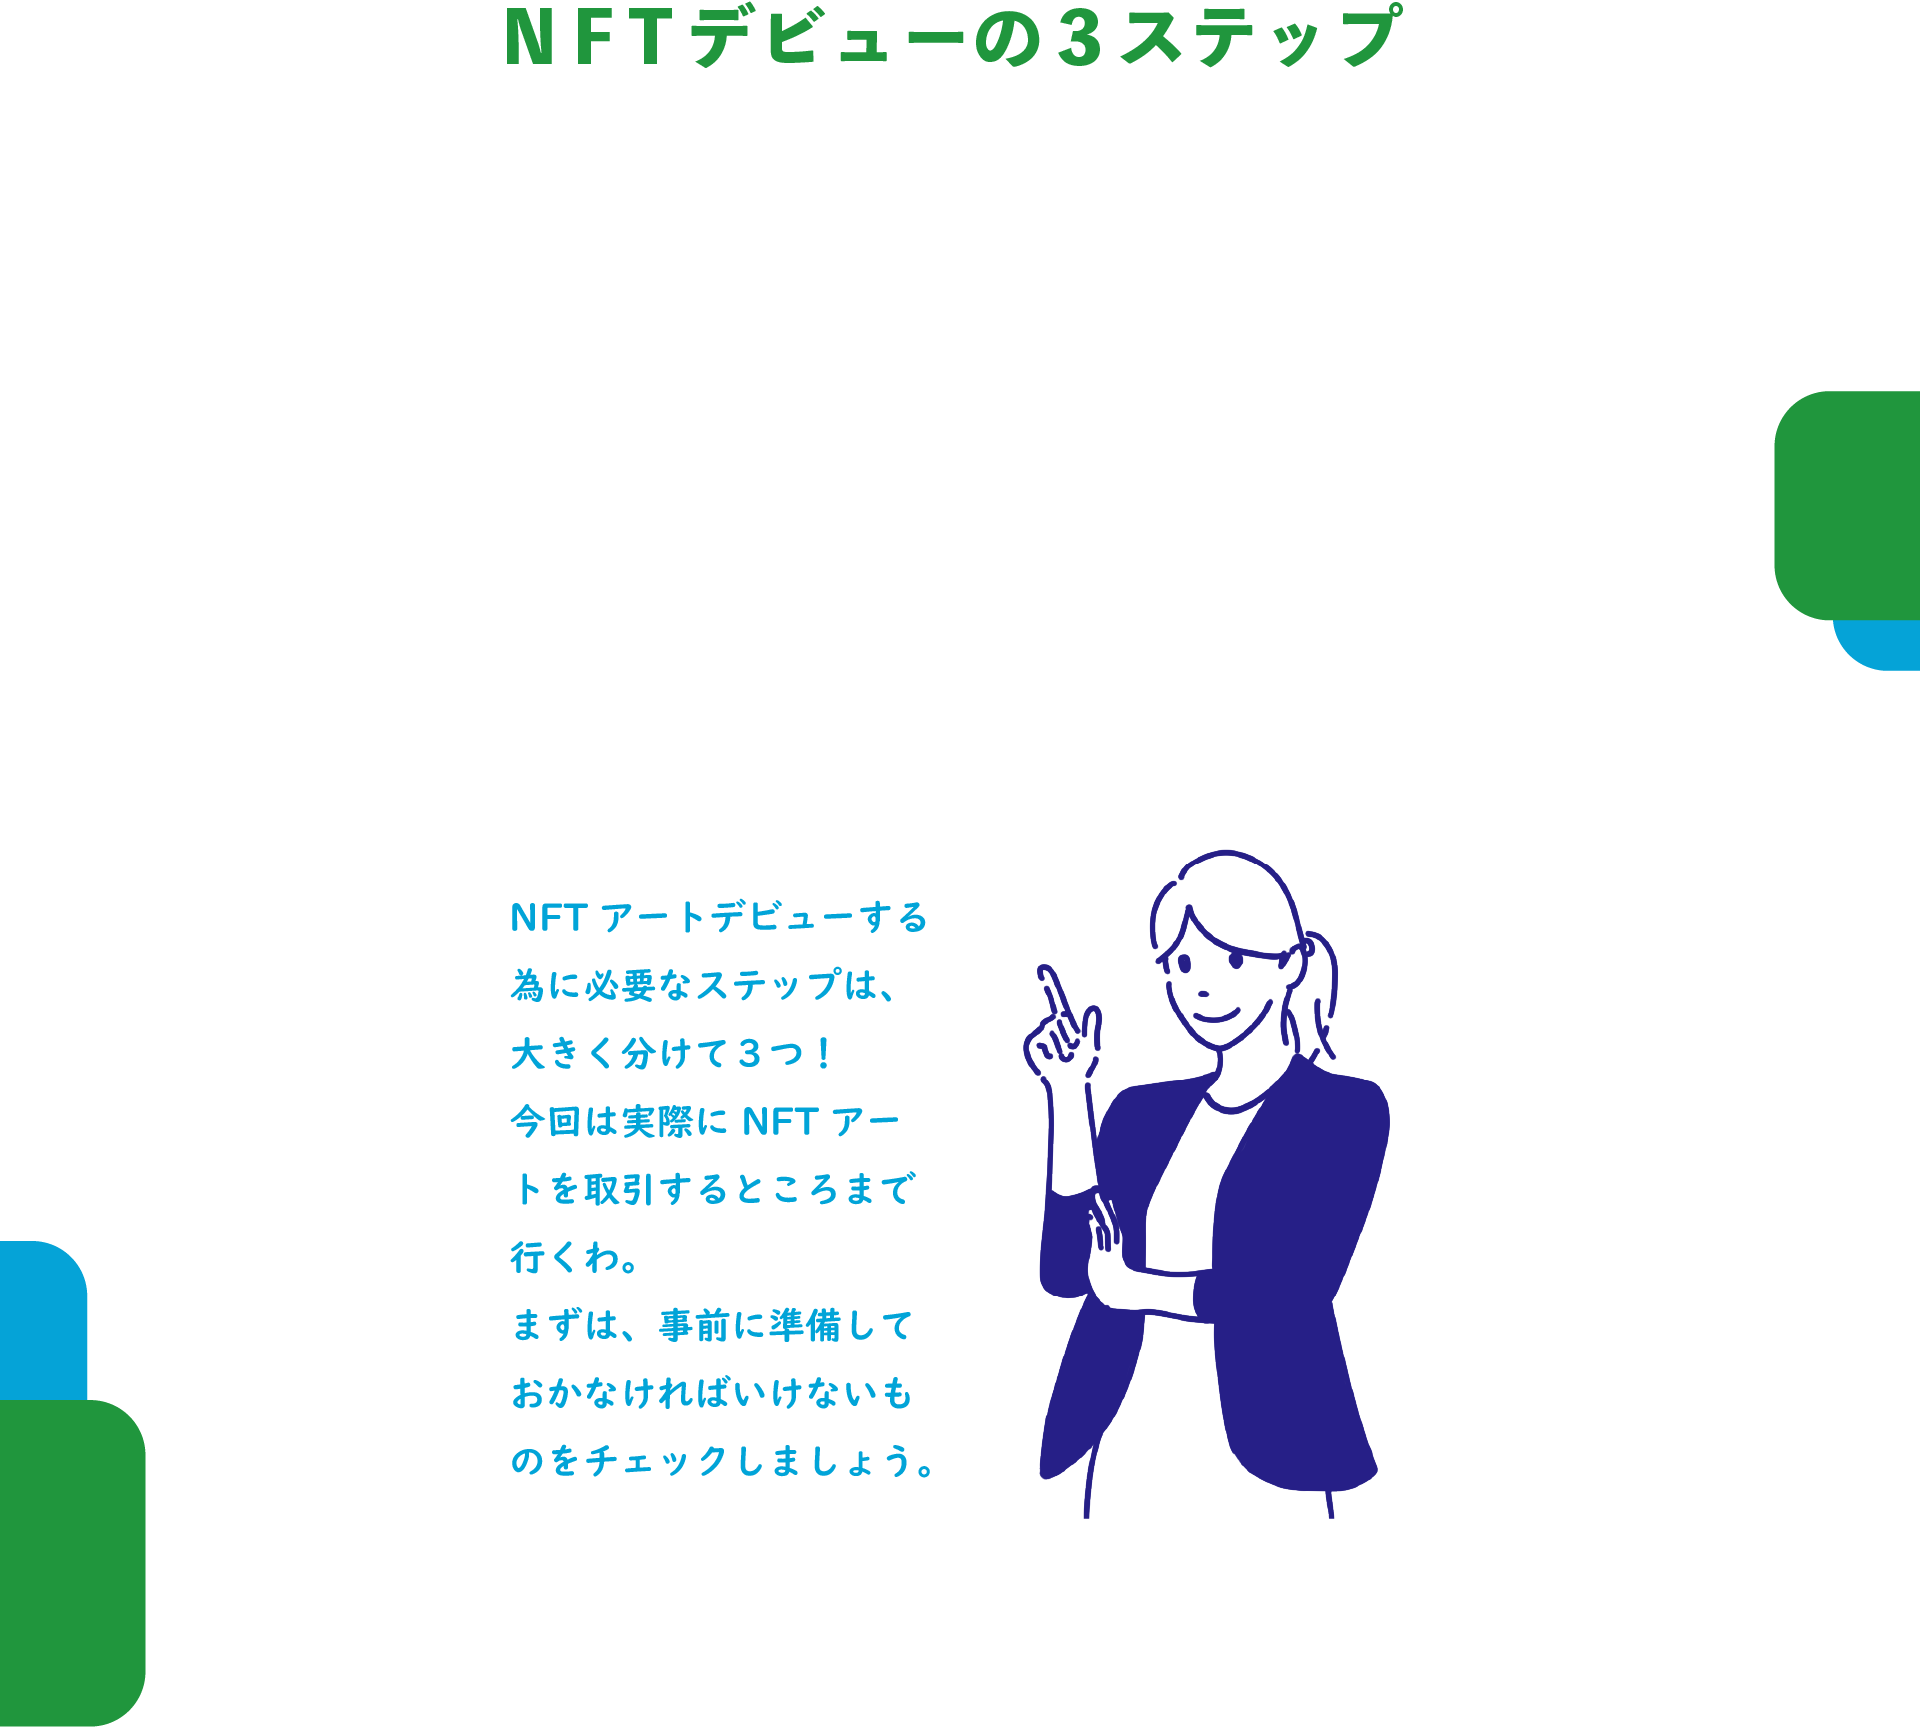 NFTデビューの3ステップ
NFT アートデビューする
為に必要なステップは、
大きく分けて３つ！
今回は実際に NFT アー
トを取引するところまで
行くわ。
まずは、事前に準備して
おかなければいけないも
のをチェックしましょう。